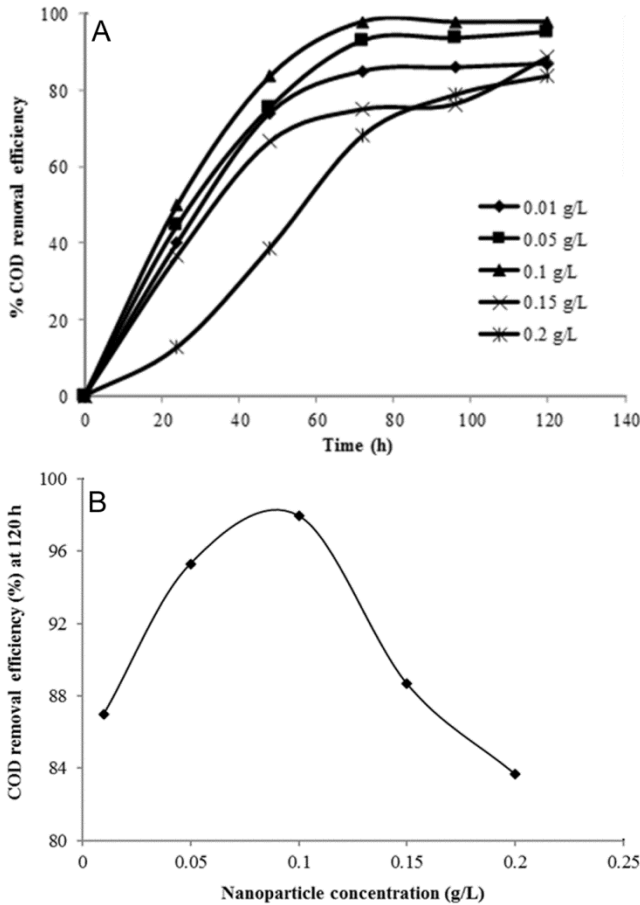 A
100
80
60
40
20
0
% COD removal efficiency
0 20 40 60 80 100 120 140
Time (h)
0.01 g/L
0.05 g/L
0.1 g/L
0.15 g/L
0.2 g/L
B
100
96
92
88
84
80
COD removal efficiency (%) at 120 h
0 0.05 0.1 0.15 0.2 0.25
Nanoparticle concentration (g/L)